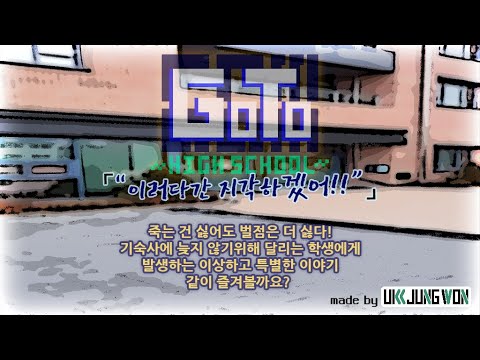 GoTo
HIGH SCHOOL
「“이러다간 지각하겠어!!”」
죽는 건 싫어도 벌점은 더 싫다!
기숙사에 늦지 않기위해 달리는 학생에게
발생하는 이상하고 특별한 이야기
같이 즐겨볼까요?
made by UKK JUNG WON